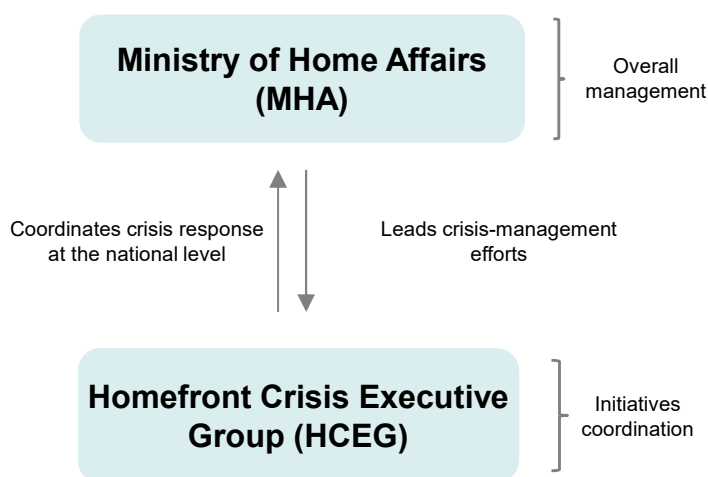 Ministry of Home Affairs
(MHA)
Overall
management
Coordinates crisis response
at the national level
Leads crisis-management
efforts
Homefront Crisis Executive
Group (HCEG)
Initiatives
coordination